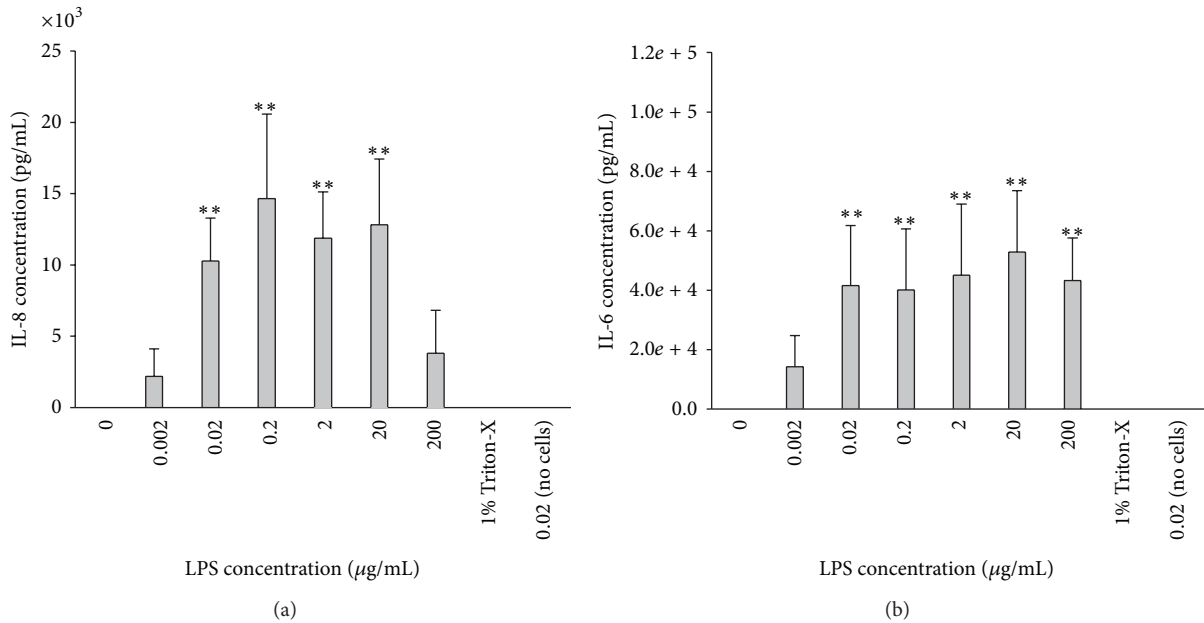 ×10³
25
20
15
10
5
0
IL-8 concentration (pg/mL)
**
**
**
**
0
0.002
0.02
0.2
2
20
200
1% Triton-X
0.02 (no cells)
LPS concentration (μg/mL)
(a)
1.2e + 5
1.0e + 5
8.0e + 4
6.0e + 4
4.0e + 4
2.0e + 4
0.0
IL-6 concentration (pg/mL)
**
**
**
**
**
0
0.002
0.02
0.2
2
20
200
1% Triton-X
0.02 (no cells)
LPS concentration (μg/mL)
(b)